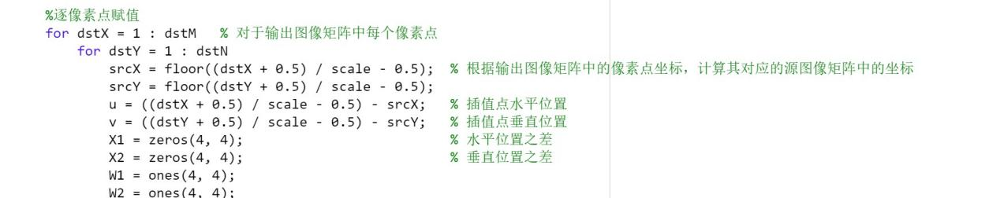 %逐像素点赋值
for dstX = 1 : dstM   % 对于输出图像矩阵中每个像素点
    for dstY = 1 : dstN
        srcX = floor((dstX + 0.5) / scale - 0.5);  % 根据输出图像矩阵中的像素点坐标，计算其对应的源图像矩阵中的坐标
        srcY = floor((dstY + 0.5) / scale - 0.5);
        u = ((dstX + 0.5) / scale - 0.5) - srcX;   % 插值点水平位置
        v = ((dstY + 0.5) / scale - 0.5) - srcY;   % 插值点垂直位置
        X1 = zeros(4, 4);                          % 水平位置之差
        X2 = zeros(4, 4);                          % 垂直位置之差
        W1 = ones(4, 4);
        W2 = ones(4, 4);